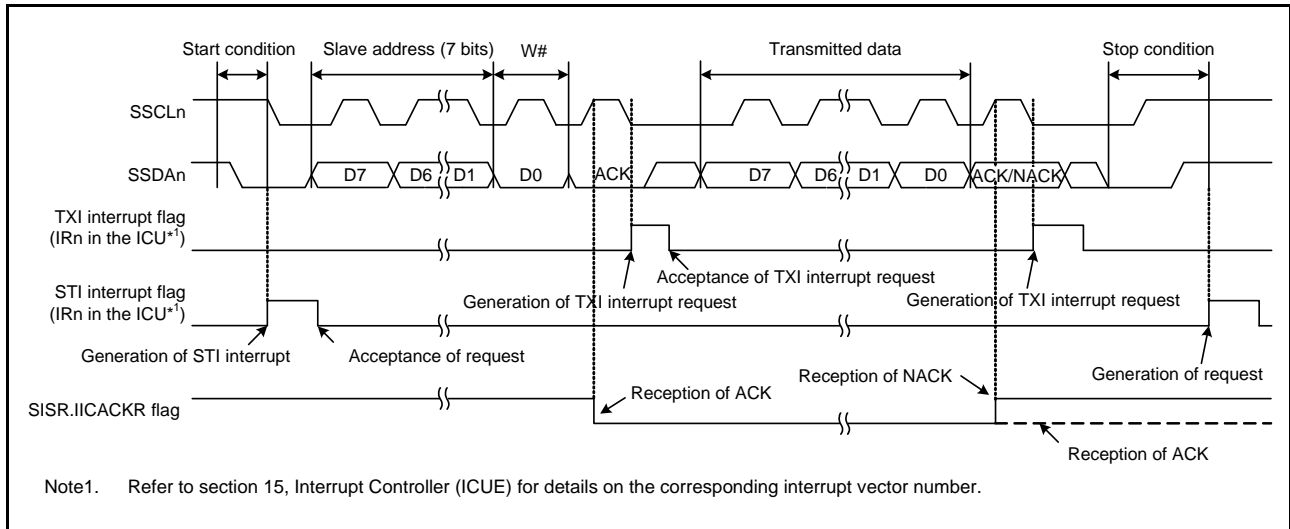 Start condition
Slave address (7 bits)
W#
Transmitted data
Stop condition
SSCLn
SSDAn
D7
D6
D1
D0
ACK
D7
D6
D1
D0
ACK/NACK
TXI interrupt flag
(IRn in the ICU*1)
Acceptance of TXI interrupt request
Generation of TXI interrupt request
Generation of TXI interrupt request
STI interrupt flag
(IRn in the ICU*1)
Generation of STI interrupt
Acceptance of request
Generation of request
SISR.IICACKR flag
Reception of ACK
Reception of NACK
Reception of ACK
Note1. Refer to section 15, Interrupt Controller (ICUE) for details on the corresponding interrupt vector number.